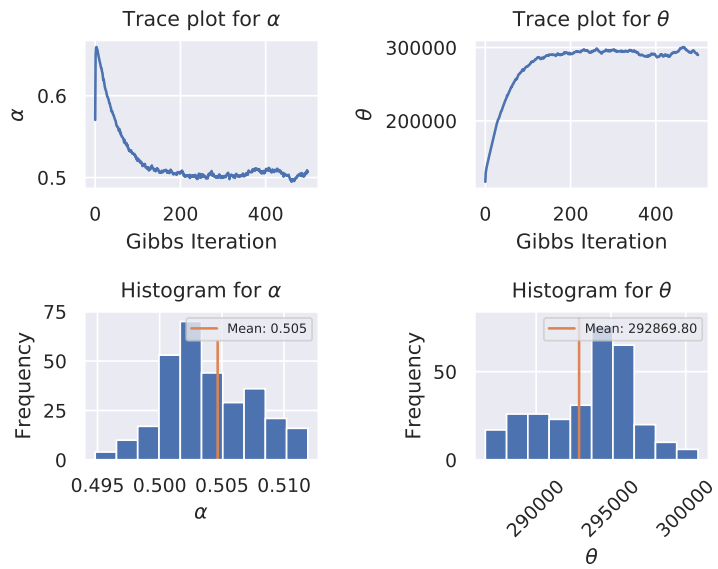 Trace plot for α
α
0.6
0.5
0 200 400
Gibbs Iteration
Trace plot for θ
θ
300000
200000
0 200 400
Gibbs Iteration
Histogram for α
Mean: 0.505
Frequency
75
50
25
0
0.495 0.500 0.505 0.510
α
Histogram for θ
Mean: 292869.80
Frequency
50
0
290000 295000 300000
θ